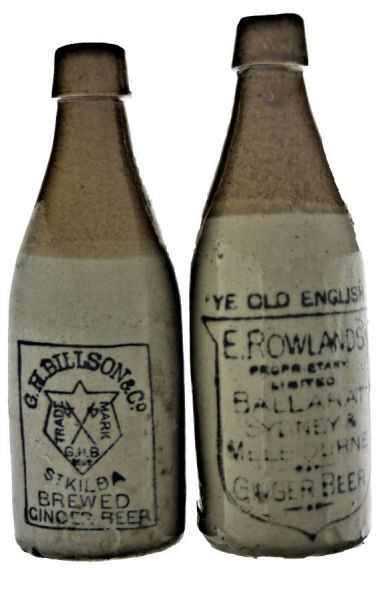 G.H. BILLSON & Co
TRADE MARK
G.H.B
ST KILDA
BREWED
GINGER BEER
YE OLD ENGLISH
E. ROWLANDS
PROPRIETARY
LIMITED
BALLARAT
SYDNEY &
MELBOURNE
GINGER BEER